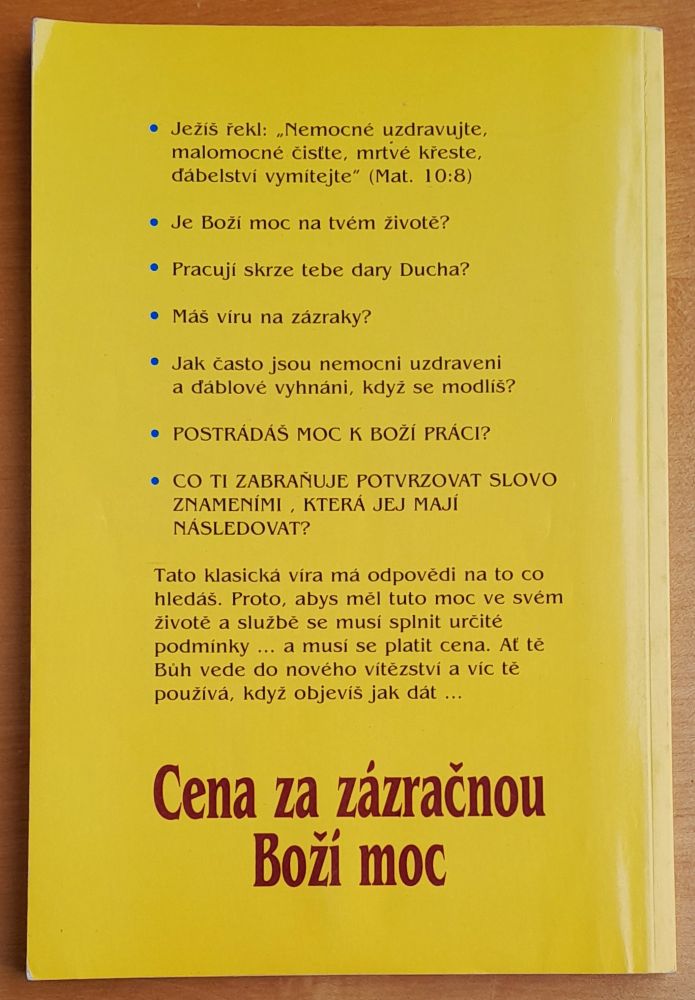 • Ježíš řekl: „Nemocné uzdravujte,
malomocné čisťte, mrtvé křeste,
ďábelství vymítejte“ (Mat. 10:8)
• Je Boží moc na tvém životě?
• Pracují skrze tebe dary Ducha?
• Máš víru na zázraky?
• Jak často jsou nemocni uzdraveni
a ďáblové vyhnáni, když se modlíš?
• POSTRÁDÁŠ MOC K BOŽÍ PRÁCI?
• CO TI ZABRAŇUJE POTVRZOVAT SLOVO
ZNAMENÍMI , KTERÁ JEJ MAJÍ
NÁSLEDOVAT?
Tato klasická víra má odpovědi na to co
hledáš. Proto, abys měl tuto moc ve svém
životě a službě se musí splnit určité
podmínky ... a musí se platit cena. Ať tě
Bůh vede do nového vítězství a víc tě
používá, když objevíš jak dát ...
Cena za zázračnou
Boží moc